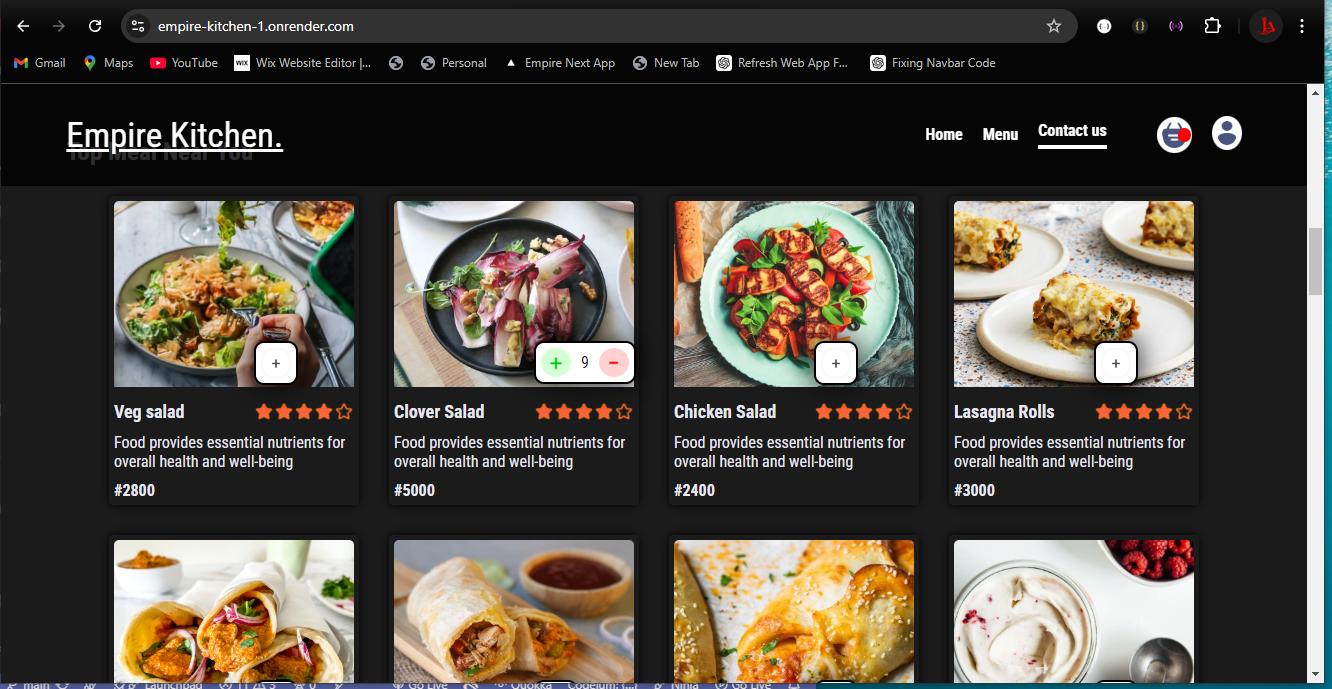 empire-kitchen-1.onrender.com
Gmail
Maps
YouTube
WiX
Wix Website Editor |...
Personal
Empire Next App
New Tab
Refresh Web App F...
Fixing Navbar Code
Empire Kitchen.
Top Meal Near You
Home
Menu
Contact us
+
+ 9 −
+
+
Veg salad
Clover Salad
Chicken Salad
Lasagna Rolls
Food provides essential nutrients for
overall health and well-being
Food provides essential nutrients for
overall health and well-being
Food provides essential nutrients for
overall health and well-being
Food provides essential nutrients for
overall health and well-being
#2800
#5000
#2400
#3000
main
Launchpad
Go Live
Quokka
Ninja
Go Live